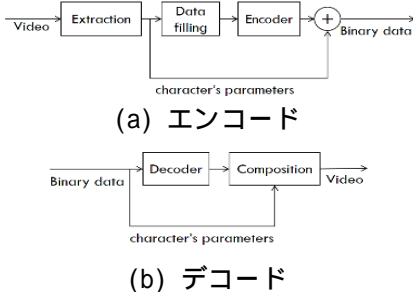 Video
Extraction
Data
filling
Encoder
+
Binary data
character's parameters
(a) エンコード
Binary data
Decoder
Composition
Video
character's parameters
(b) デコード